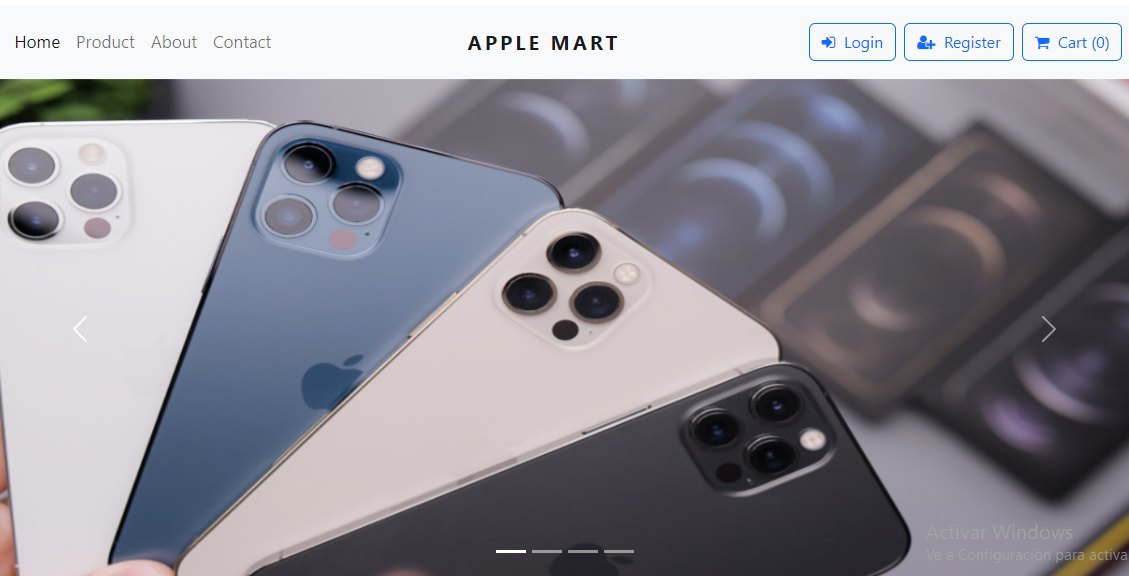 Home Product About Contact APPLE MART Login Register Cart (0)
Activar Windows
Ve a Configuración para activa